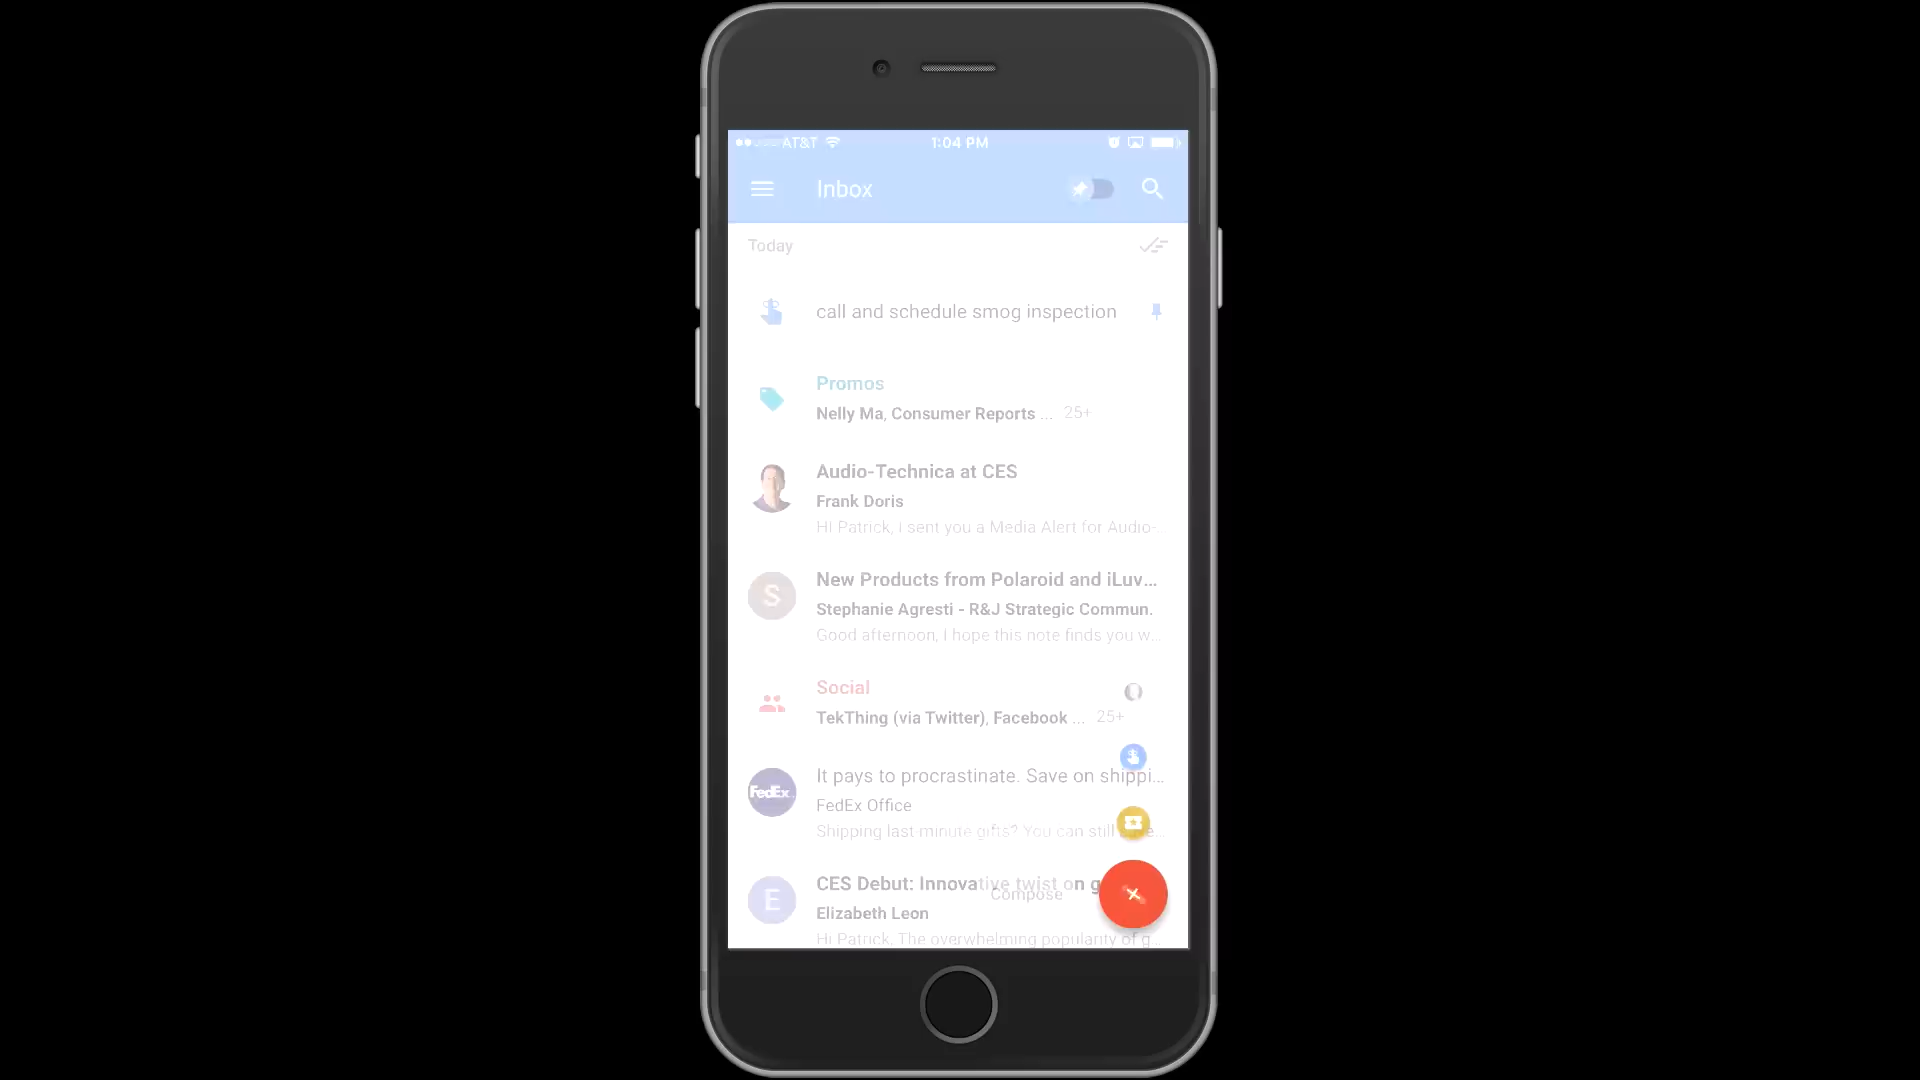 AT&T 1:04 PM
Inbox
Today
call and schedule smog inspection
Promos
Nelly Ma, Consumer Reports ... 25+
Audio-Technica at CES
Frank Doris
Hi Patrick, I sent you a Media Alert for Audio-...
S
New Products from Polaroid and iLuv...
Stephanie Agresti - R&J Strategic Commun.
Good afternoon, I hope this note finds you w...
Social
TekThing (via Twitter), Facebook ... 25+
FedEx
It pays to procrastinate. Save on shippi...
FedEx Office
Shipping last-minute gifts? You can still
E
CES Debut: Innovative twist on g
Compose
Elizabeth Leon
Hi Patrick, The overwhelming popularity of g...